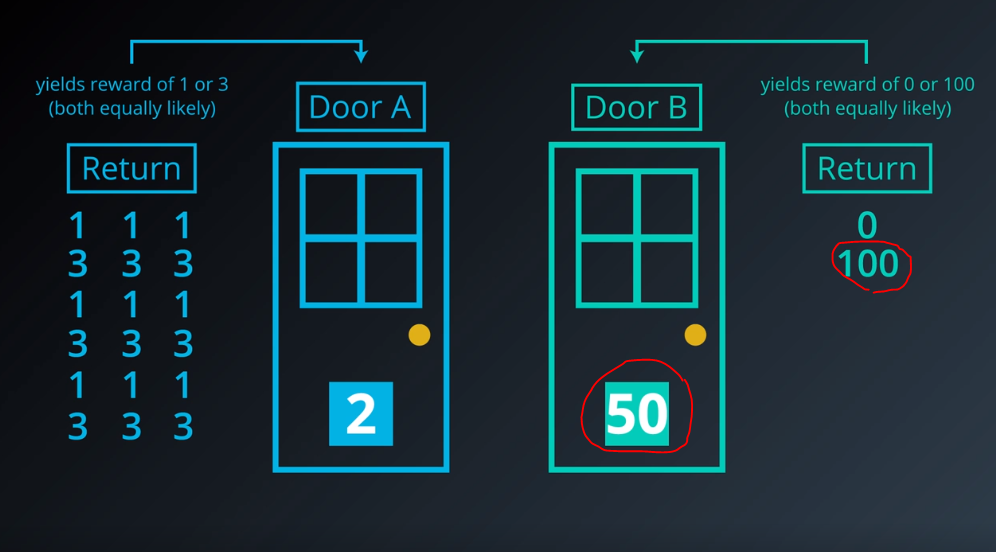 yields reward of 1 or 3
(both equally likely)
Return
1 1 1
3 3 3
1 1 1
3 3 3
1 1 1
3 3 3
Door A
2
Door B
50
yields reward of 0 or 100
(both equally likely)
Return
0
100